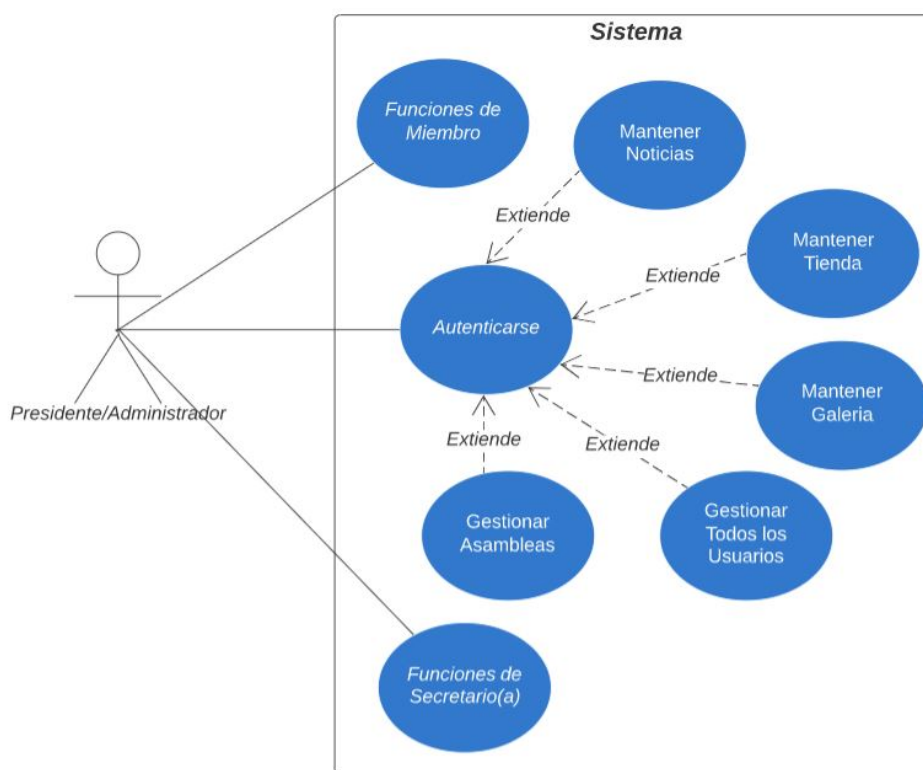 Sistema
Funciones de
Miembro
Mantener
Noticias
Extiende
Mantener
Tienda
Extiende
Autenticarse
Extiende
Mantener
Galeria
Presidente/Administrador
Extiende
Extiende
Gestionar
Asambleas
Gestionar
Todos los
Usuarios
Funciones de
Secretario(a)